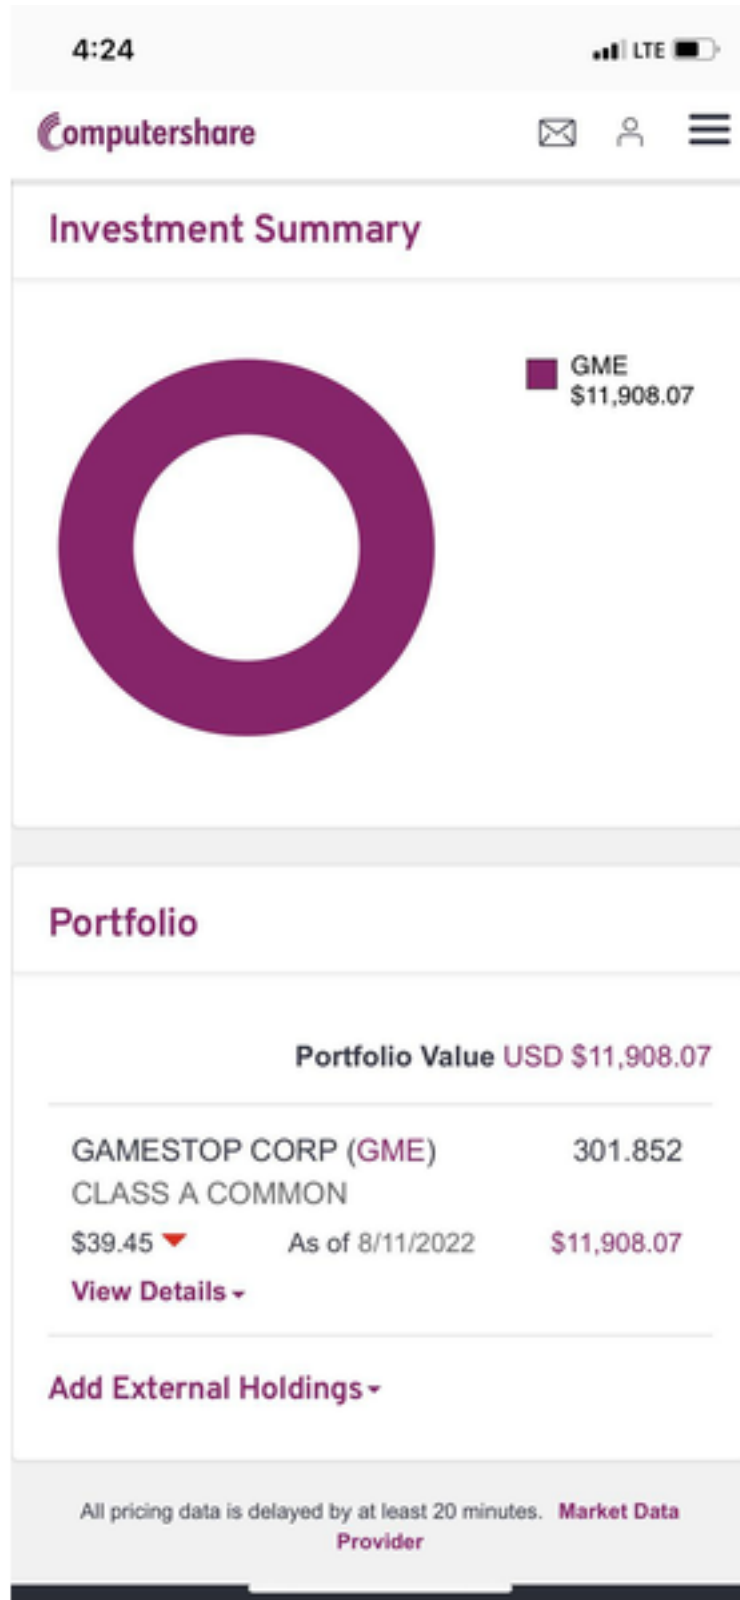 4:24 LTE
Computershare
Investment Summary
GME
$11,908.07
Portfolio
Portfolio Value USD $11,908.07
GAMESTOP CORP (GME) 301.852
CLASS A COMMON
$39.45 As of 8/11/2022 $11,908.07
View Details
Add External Holdings
All pricing data is delayed by at least 20 minutes. Market Data
Provider